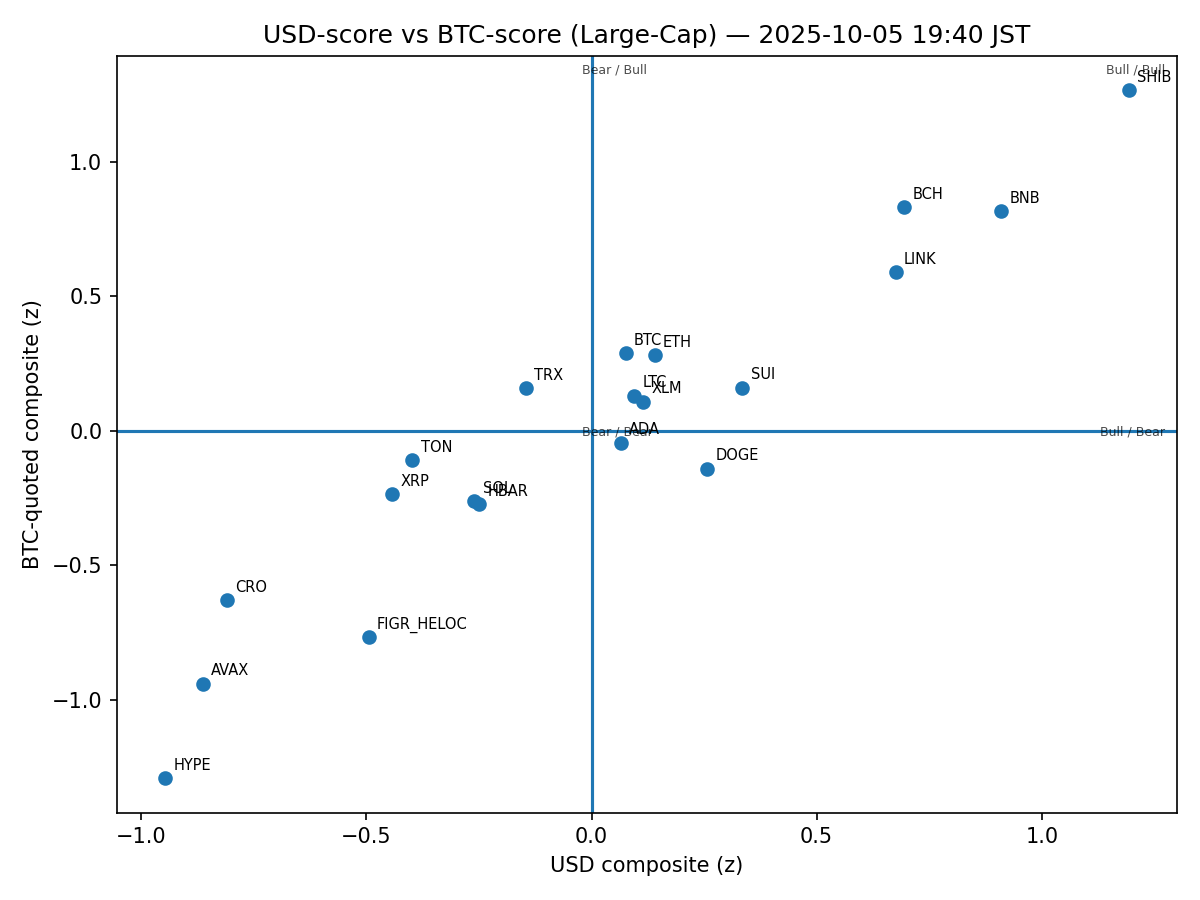 USD-score vs BTC-score (Large-Cap) — 2025-10-05 19:40 JST
Bear / Bull
Bull / Bull
SHIB
1.0
BCH
BNB
LINK
0.5
BTC
ETH
TRX
SUI
LTC
XLM
0.0
Bear / Bear
ADA
Bull / Bear
TON
DOGE
XRP
SOL
HBAR
−0.5
CRO
FIGR_HELOC
AVAX
−1.0
HYPE
−1.0
−0.5
0.0
0.5
1.0
USD composite (z)
BTC-quoted composite (z)